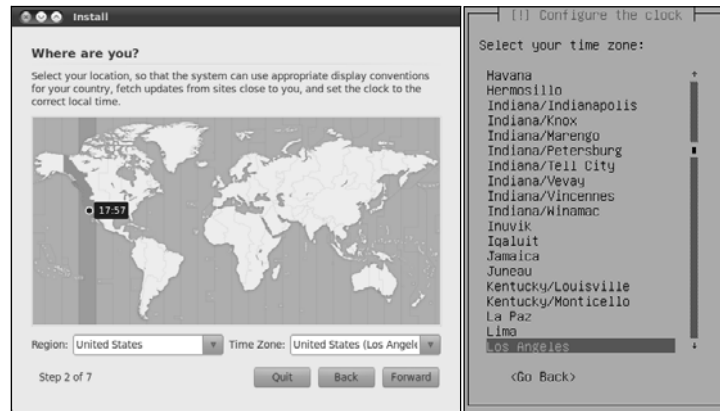 Install
Where are you?
Select your location, so that the system can use appropriate display conventions
for your country, fetch updates from sites close to you, and set the clock to the
correct local time.
17:57
Region: United States
Time Zone: United States (Los Angele
Step 2 of 7
Quit
Back
Forward
[!] Configure the clock
Select your time zone:
Havana
Hermosillo
Indiana/Indianapolis
Indiana/Knox
Indiana/Marengo
Indiana/Petersburg
Indiana/Tell City
Indiana/Vevay
Indiana/Vincennes
Indiana/Winamac
Inuvik
Iqaluit
Jamaica
Juneau
Kentucky/Louisville
Kentucky/Monticello
La Paz
Lima
Los Angeles
<Go Back>